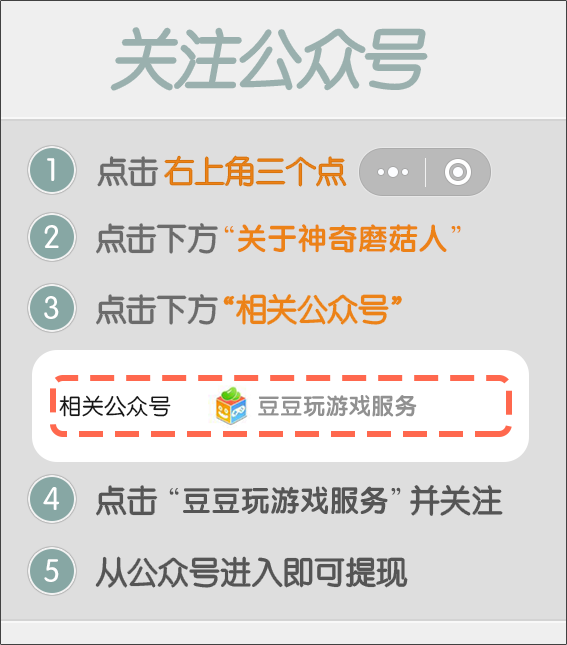 关注公众号
1 点击 右上角三个点
2 点击下方“关于神奇磨菇人”
3 点击下方“相关公众号”
相关公众号 豆豆玩游戏服务
4 点击“豆豆玩游戏服务”并关注
5 从公众号进入即可提现